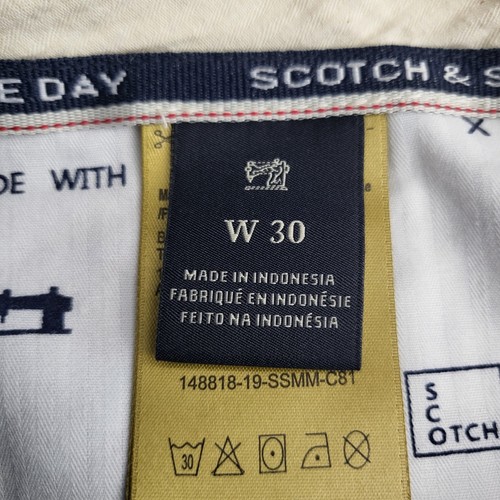 E DAY SCOTCH & S
DE WITH
W 30
MADE IN INDONESIA
FABRIQUÉ EN INDONÉSIE
FEITO NA INDONÉSIA
148818-19-SSMM-C81
30
S
C
OTCH